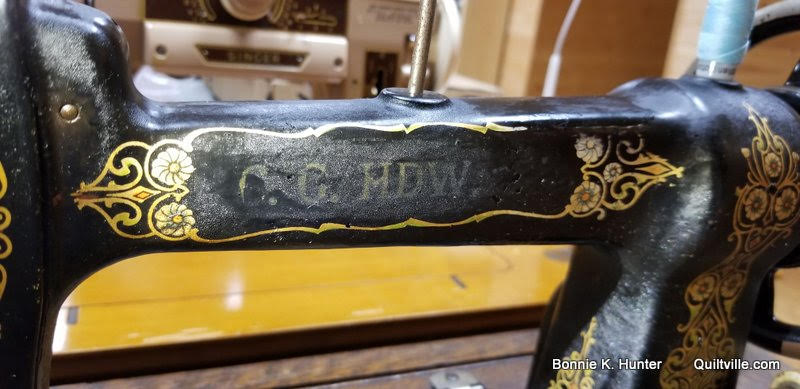 SINGER
C. C. HDW.
Bonnie K. Hunter Quiltville.com